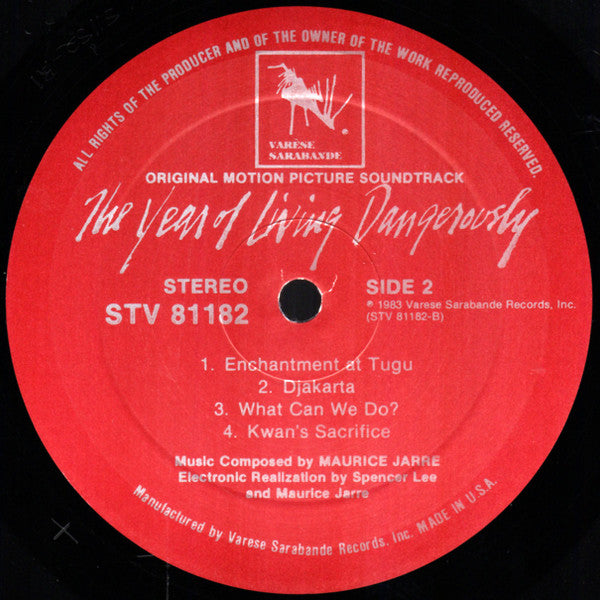 ALL RIGHTS OF THE PRODUCER AND OF THE OWNER OF THE WORK REPRODUCED RESERVED.
VARÈSE
SARABANDE
ORIGINAL MOTION PICTURE SOUNDTRACK
The Year of Living Dangerously
STEREO
STV 81182
SIDE 2
℗ 1983 Varese Sarabande Records, Inc.
(STV 81182-B)
1. Enchantment at Tugu
2. Djakarta
3. What Can We Do?
4. Kwan's Sacrifice
Music Composed by MAURICE JARRE
Electronic Realization by Spencer Lee
and Maurice Jarre
Manufactured by Varese Sarabande Records, Inc. MADE IN U.S.A.